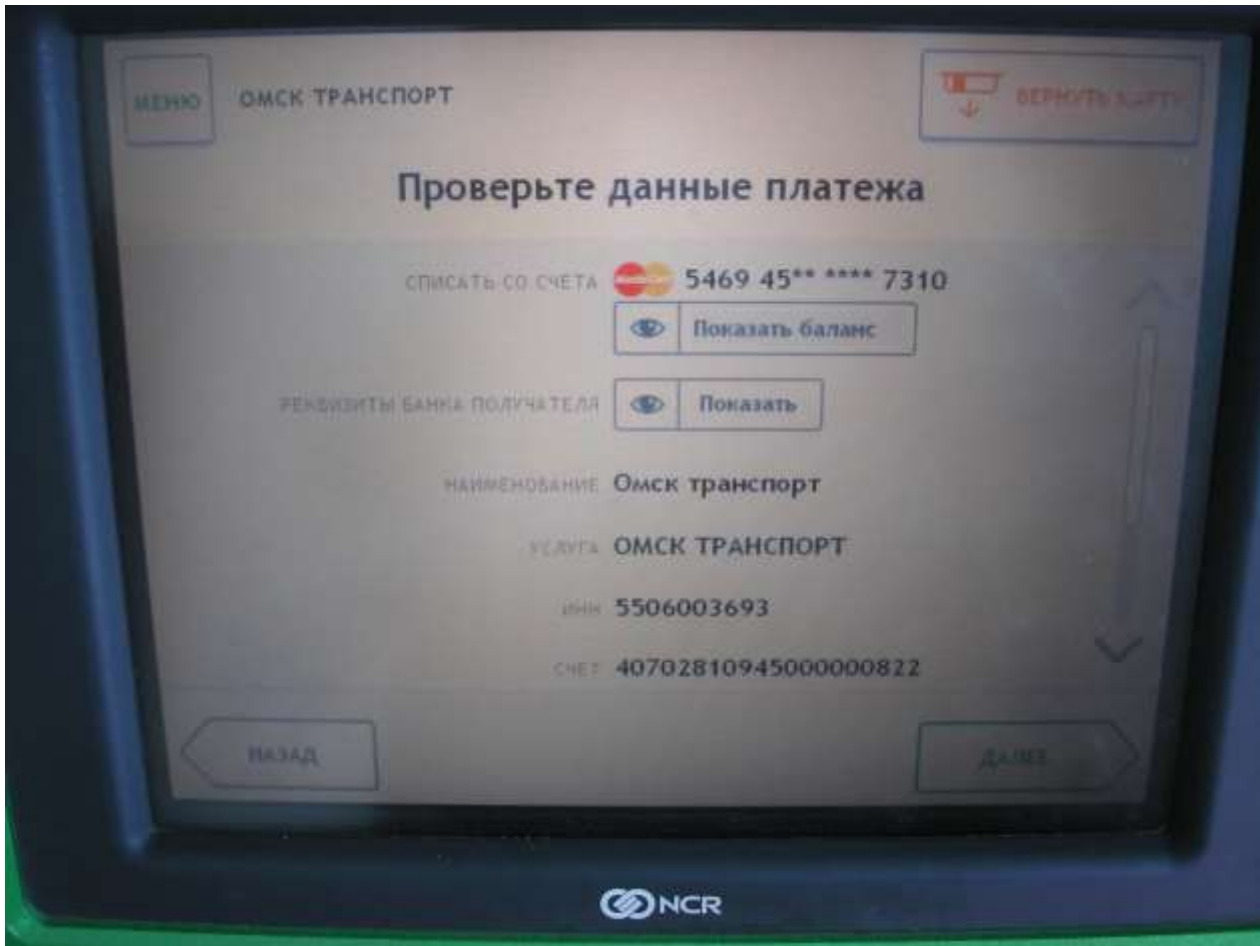 МЕНЮ
ОМСК ТРАНСПОРТ
ВЕРНУТЬ КАРТУ
Проверьте данные платежа
СПИСАТЬ СО СЧЕТА 5469 45** **** 7310
Показать баланс
РЕКВИЗИТЫ БАНКА ПОЛУЧАТЕЛЯ Показать
НАИМЕНОВАНИЕ Омск транспорт
УСЛУГА ОМСК ТРАНСПОРТ
ИНН 5506003693
СЧЕТ 40702810945000000822
НАЗАД
ДАЛЕЕ
NCR